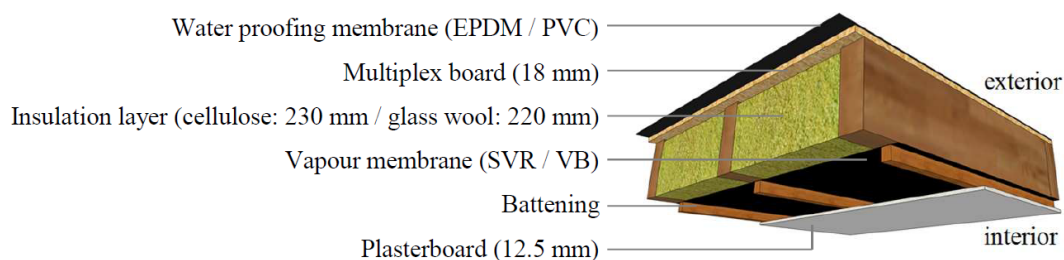 Water proofing membrane (EPDM / PVC)
Multiplex board (18 mm)
exterior
Insulation layer (cellulose: 230 mm / glass wool: 220 mm)
Vapour membrane (SVR / VB)
Battening
interior
Plasterboard (12.5 mm)